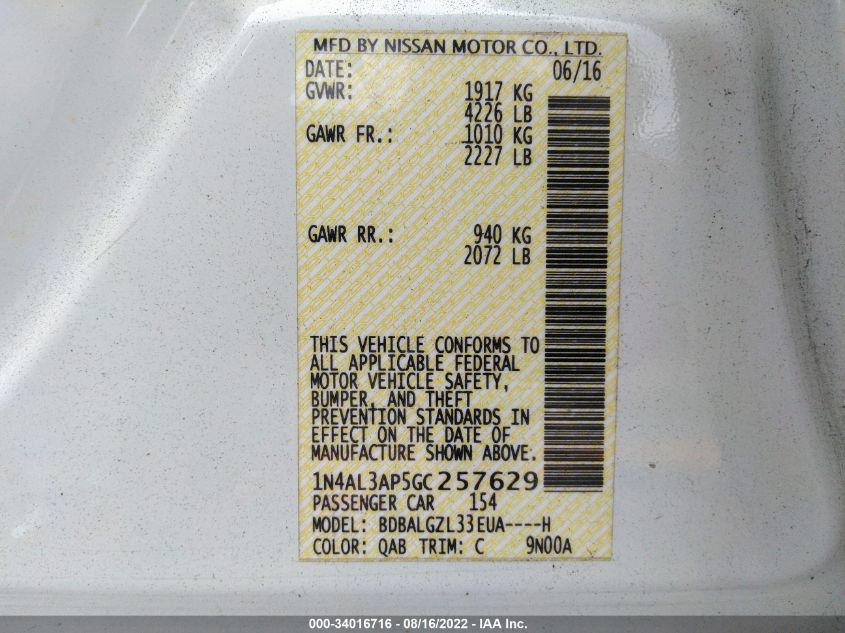 MFD BY NISSAN MOTOR CO., LTD.
DATE: 06/16
GVWR: 1917 KG
4226 LB
GAWR FR.: 1010 KG
2227 LB
GAWR RR.: 940 KG
2072 LB
THIS VEHICLE CONFORMS TO
ALL APPLICABLE FEDERAL
MOTOR VEHICLE SAFETY,
BUMPER, AND THEFT
PREVENTION STANDARDS IN
EFFECT ON THE DATE OF
MANUFACTURE SHOWN ABOVE.
1N4AL3AP5GC257629
PASSENGER CAR 154
MODEL: BDBALGZL33EUA----H
COLOR: QAB TRIM: C 9N00A
000-34016716 - 08/16/2022 - IAA Inc.